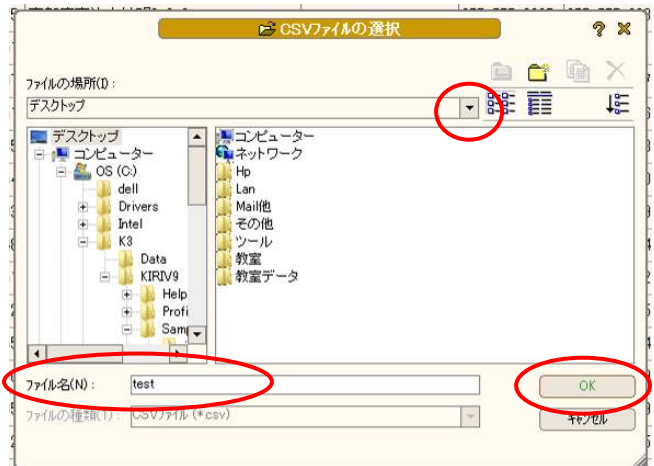 CSVファイルの選択
ファイルの場所(I):
デスクトップ
デスクトップ
コンピューター
OS (C:)
dell
Drivers
Intel
K3
Data
KIRIV9
Help
Profi
Sam
コンピューター
ネットワーク
Hp
Lan
Mail他
その他
ツール
教室
教室データ
ファイル名(N):
test
OK
ファイルの種類(T):
CSVファイル (*.csv)
キャンセル